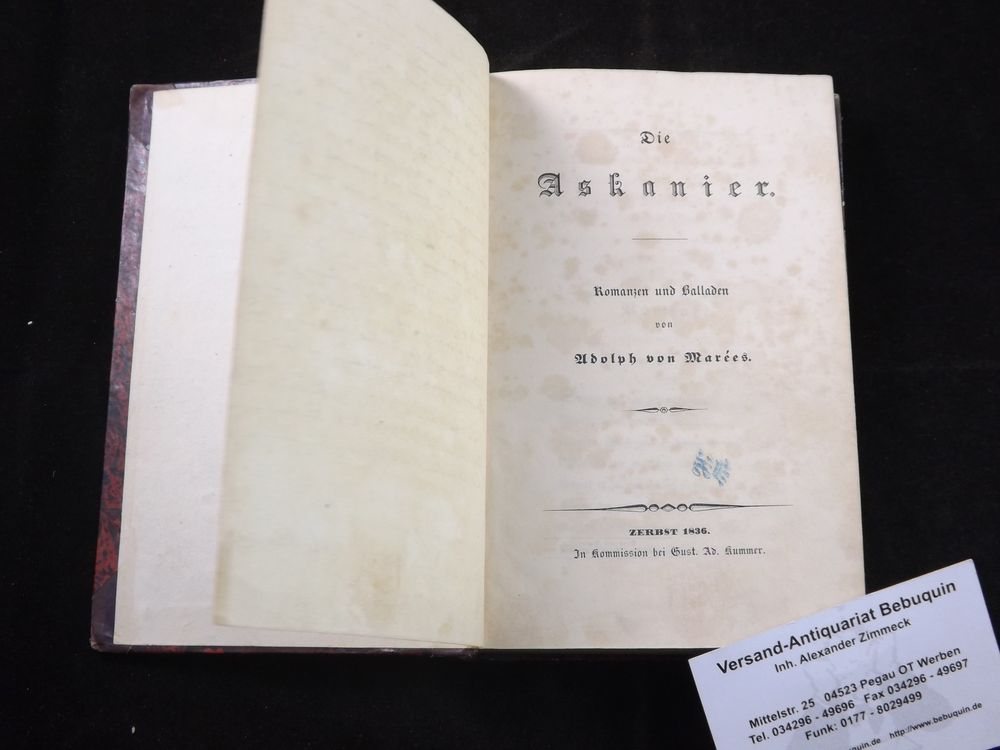 Die
Askanier.
Romanzen und Balladen
von
Adolph von Marées.
ZERBST 1836.
In Kommission bei Gust. Ad. Kummer.
Versand-Antiquariat Bebuquin
Inh. Alexander Zimmeck
Mittelstr. 25 04523 Pegau OT Werben
Tel. 034296 - 49696 Fax 034296 - 49697
Funk: 0177 - 8029499
quin.de http://www.bebuquin.de